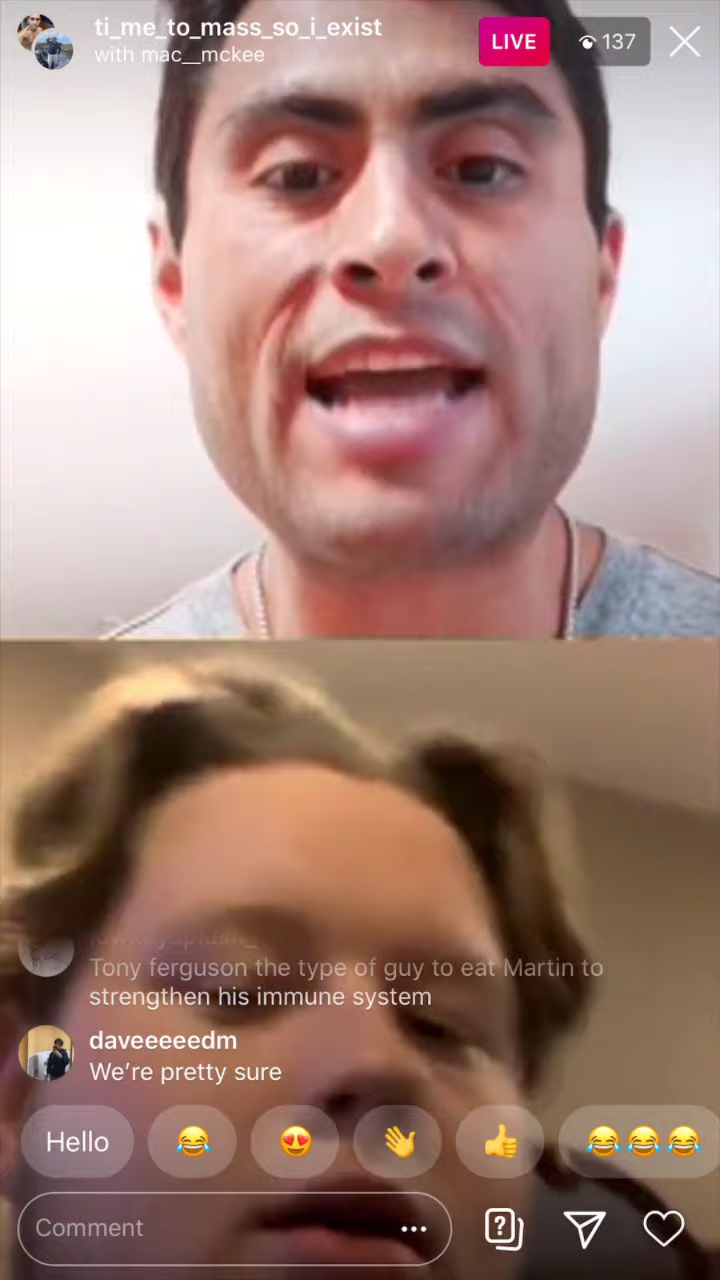 ti_me_to_mass_so_i_exist
with mac__mckee
LIVE
137
Tony ferguson the type of guy to eat Martin to
strengthen his immune system
daveeeeedm
We’re pretty sure
Hello 😂 😍 👋 👍 😂😂😂
Comment